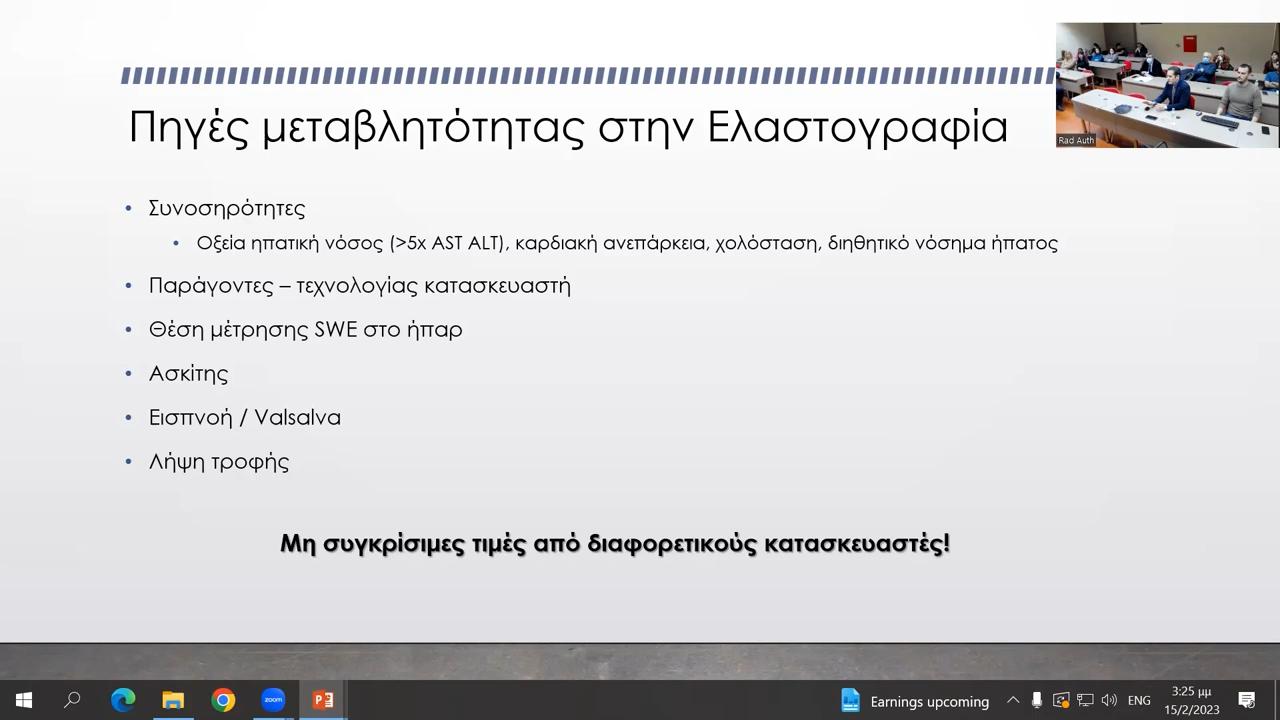 Πηγές μεταβλητότητας στην Ελαστογραφία
Rad Auth
• Συνοσηρότητες
• Οξεία ηπατική νόσος (>5x AST ALT), καρδιακή ανεπάρκεια, χολόσταση, διηθητικό νόσημα ήπατος
• Παράγοντες – τεχνολογίας κατασκευαστή
• Θέση μέτρησης SWE στο ήπαρ
• Ασκίτης
• Εισπνοή / Valsalva
• Λήψη τροφής
Μη συγκρίσιμες τιμές από διαφορετικούς κατασκευαστές!
zoom
Earnings upcoming
ENG
3:25 μμ
15/2/2023